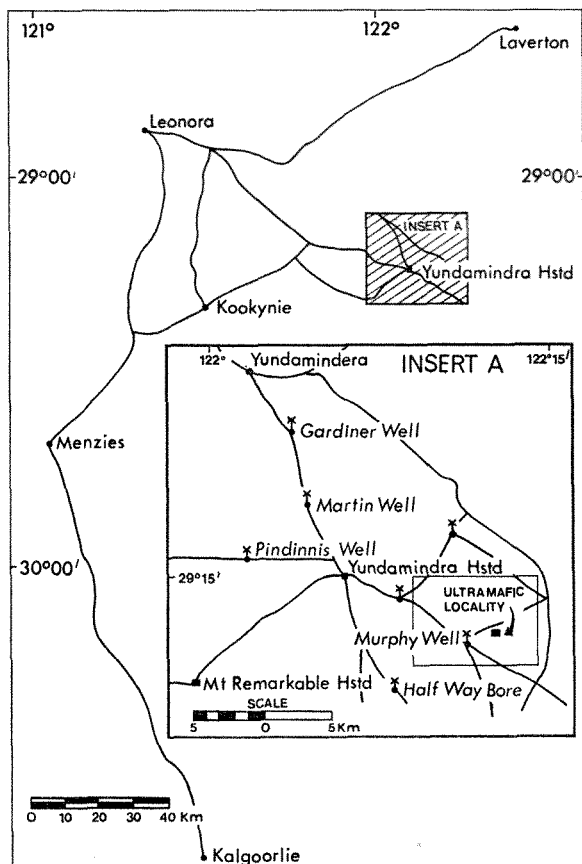 121°
122°
Laverton
Leonora
29°00'
29°00'
INSERT A
Yundamindra Hstd
Kookynie
122°
122°15'
Yundamindera
INSERT A
Gardiner Well
Menzies
Martin Well
Pindinnis Well
Yundamindra Hstd
30°00'
29°15'
ULTRAMAFIC
LOCALITY
Murphy Well
Mt Remarkable Hstd
Half Way Bore
SCALE
5 0 5 Km
0 10 20 30 40 Km
Kalgoorlie